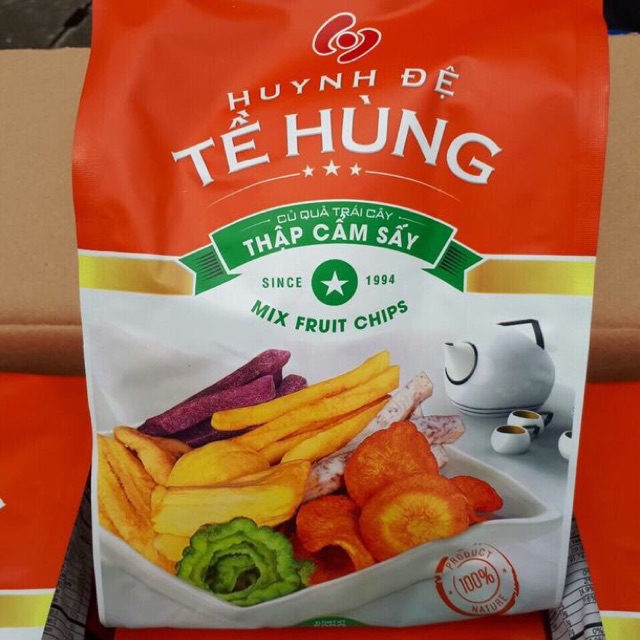 HUYNH ĐỆ
TỀ HÙNG
CỦ QUẢ TRÁI CÂY
THẬP CẨM SẤY
SINCE 1994
MIX FRUIT CHIPS
PRODUCT
100%
NATURE